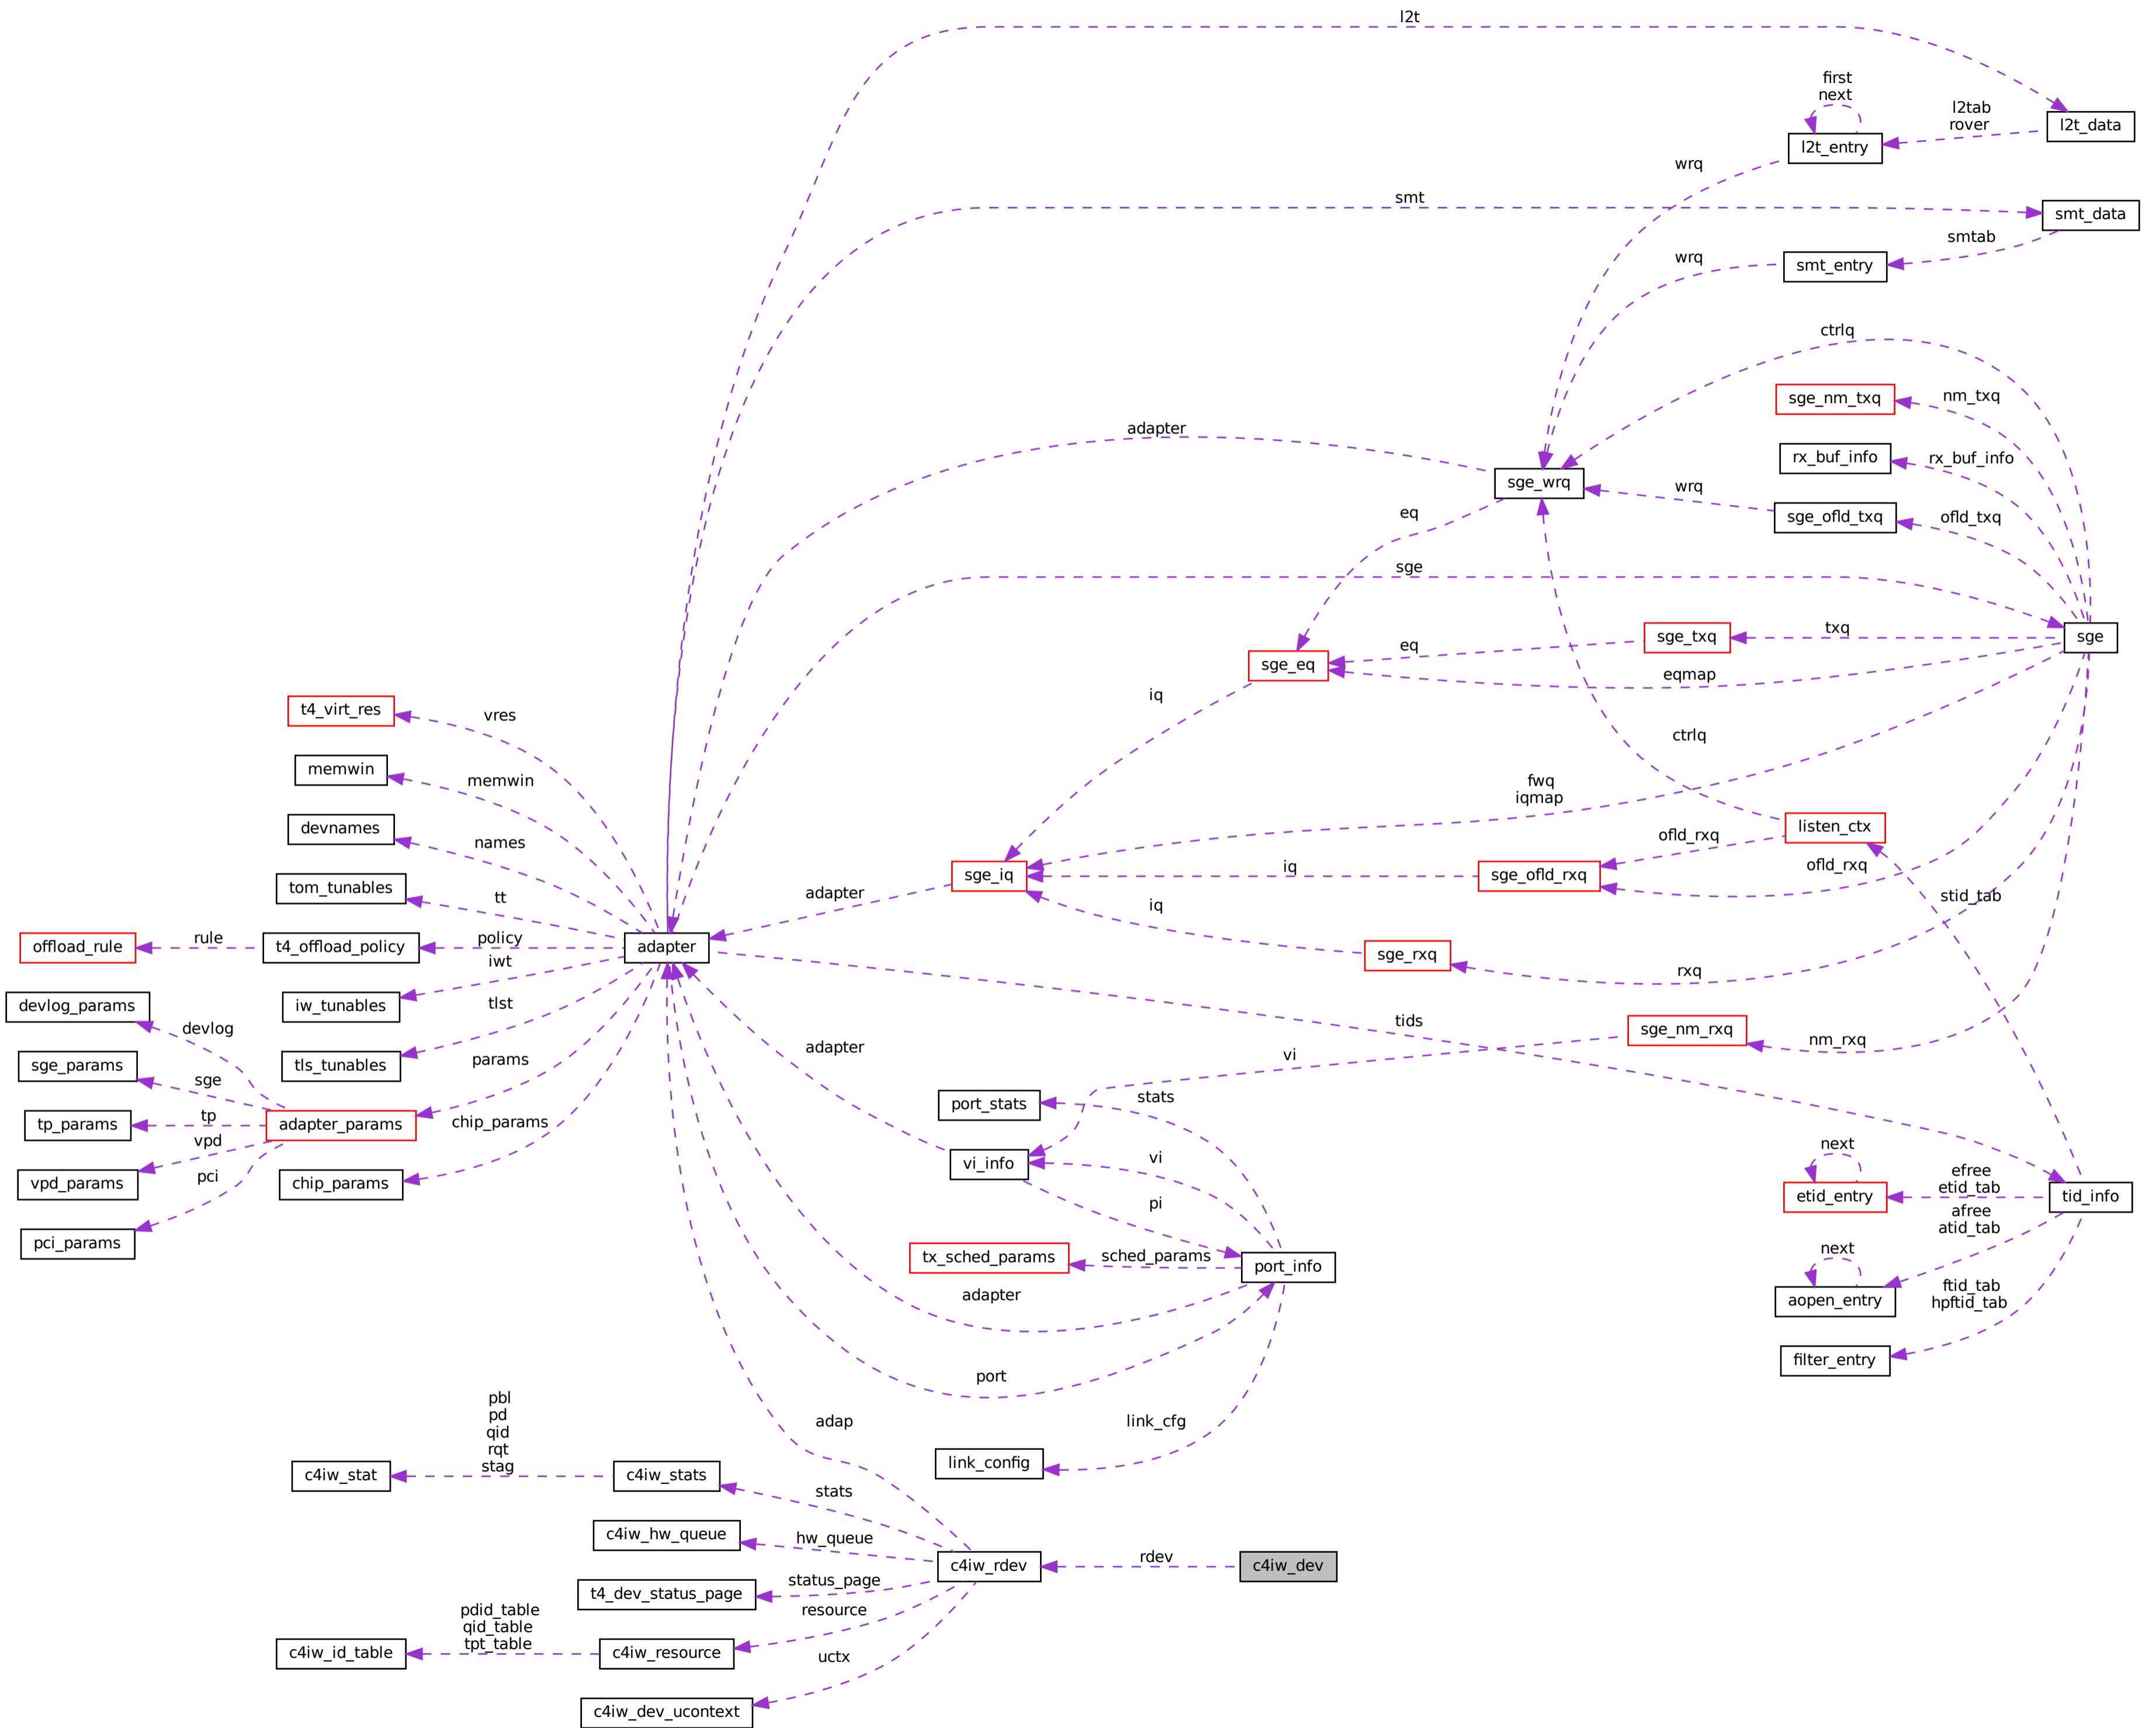 l2t
first
next
l2tab
rover
l2t_data
l2t_entry
wrq
smt
smt_data
smtab
wrq
smt_entry
ctrlq
sge_nm_txq
nm_txq
adapter
rx_buf_info
rx_buf_info
sge_wrq
wrq
eq
sge_ofld_txq
ofld_txq
sge
sge_txq
txq
sge
eq
sge_eq
eqmap
iq
t4_virt_res
vres
ctrlq
memwin
memwin
fwq
iqmap
devnames
names
listen_ctx
ofld_rxq
ofld_rxq
sge_iq
iq
sge_ofld_rxq
adapter
tom_tunables
tt
iq
stid_tab
offload_rule
rule
t4_offload_policy
policy
adapter
sge_rxq
iwt
rxq
devlog_params
iw_tunables
tlst
tids
sge_nm_rxq
devlog
nm_rxq
adapter
vi
sge_params
tls_tunables
params
sge
stats
port_stats
tp_params
tp
adapter_params
chip_params
vpd
next
vi_info
vi
efree
etid_tab
vpd_params
pci
chip_params
etid_entry
tid_info
pi
afree
atid_tab
pci_params
tx_sched_params
sched_params
port_info
next
adapter
aopen_entry
ftid_tab
hpftid_tab
filter_entry
port
pbl
pd
qid
rqt
stag
adap
link_cfg
c4iw_stat
c4iw_stats
link_config
stats
c4iw_hw_queue
hw_queue
c4iw_rdev
rdev
c4iw_dev
t4_dev_status_page
status_page
pdid_table
qid_table
tpt_table
resource
c4iw_id_table
c4iw_resource
uctx
c4iw_dev_ucontext